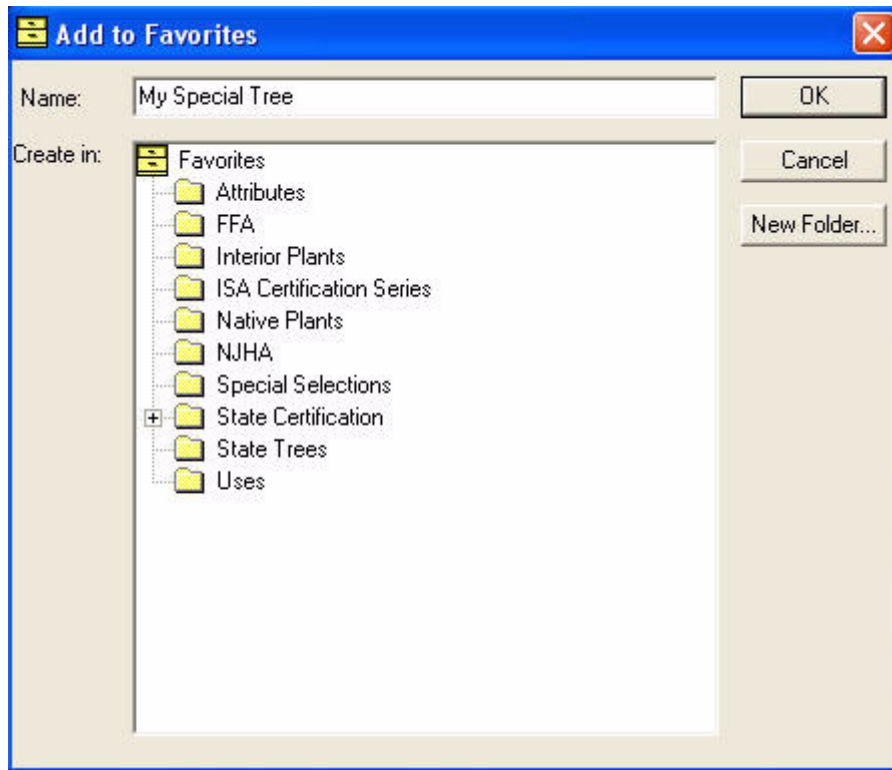 Add to Favorites
Name: My Special Tree OK
Create in: Favorites Cancel
Attributes
FFA New Folder...
Interior Plants
ISA Certification Series
Native Plants
NJHA
Special Selections
State Certification
State Trees
Uses